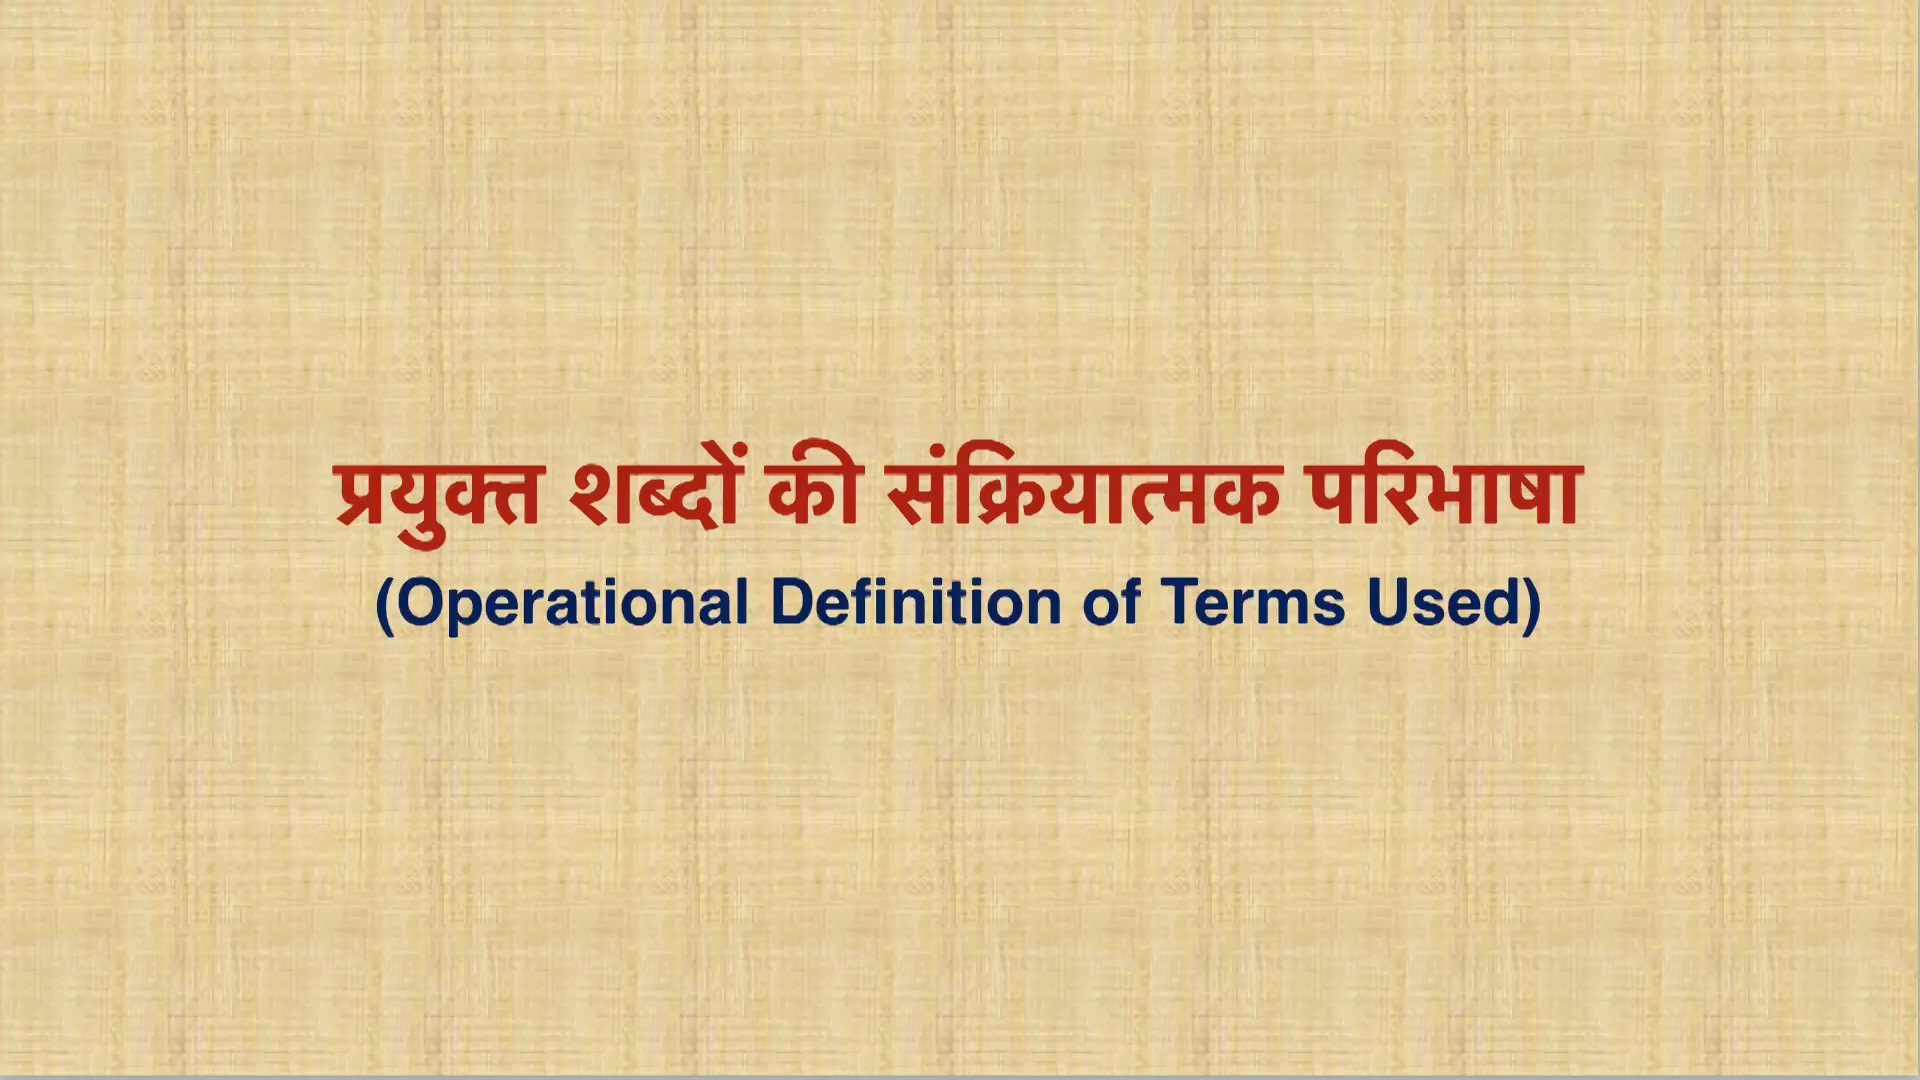 प्रयुक्त शब्दों की संक्रियात्मक परिभाषा
(Operational Definition of Terms Used)